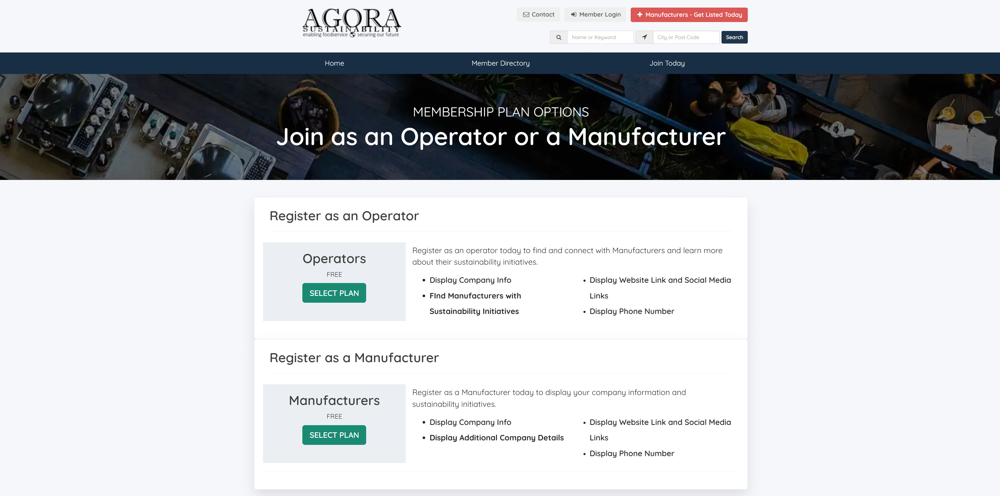 AGORA
SUSTAINABILITY
enabling foodservice securing our future
Contact
Member Login
Manufacturers - Get Listed Today
Name or Keyword
City or Post Code
Search
Home
Member Directory
Join Today
MEMBERSHIP PLAN OPTIONS
Join as an Operator or a Manufacturer
Register as an Operator
Operators
FREE
SELECT PLAN
Register as an operator today to find and connect with Manufacturers and learn more
about their sustainability initiatives.
• Display Company Info
• FInd Manufacturers with
Sustainability Initiatives
• Display Website Link and Social Media
Links
• Display Phone Number
Register as a Manufacturer
Manufacturers
FREE
SELECT PLAN
Register as a Manufacturer today to display your company information and
sustainability initiatives.
• Display Company Info
• Display Additional Company Details
• Display Website Link and Social Media
Links
• Display Phone Number